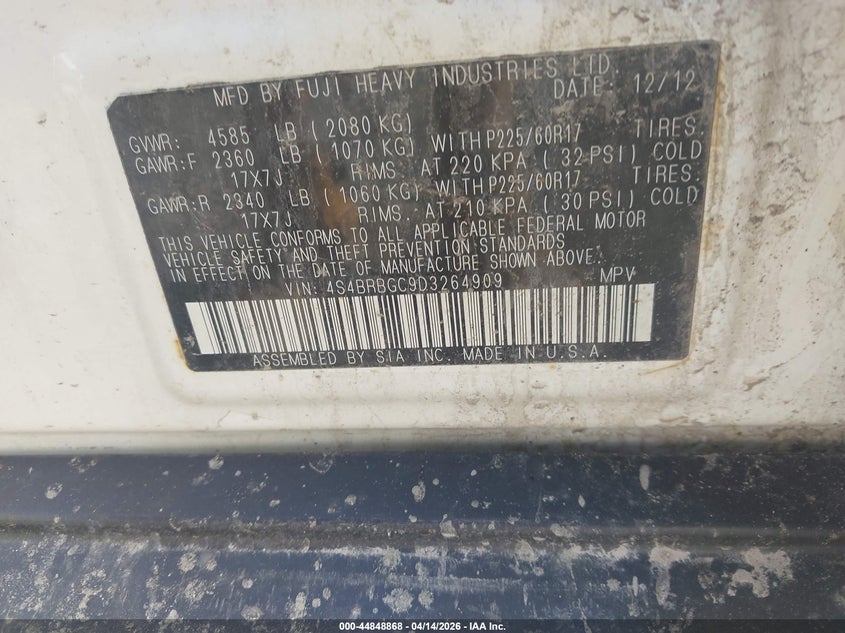 MFD BY FUJI HEAVY INDUSTRIES LTD.
DATE: 12/12
GVWR: 4585 LB ( 2080 KG)
GAWR:F 2360 LB ( 1070 KG) WITH P225/60R17 TIRES,
17X7J RIMS, AT 220 KPA ( 32 PSI) COLD
GAWR:R 2340 LB ( 1060 KG) WITH P225/60R17 TIRES,
17X7J RIMS, AT 210 KPA ( 30 PSI) COLD
THIS VEHICLE CONFORMS TO ALL APPLICABLE FEDERAL MOTOR
VEHICLE SAFETY AND THEFT PREVENTION STANDARDS
IN EFFECT ON THE DATE OF MANUFACTURE SHOWN ABOVE.
VIN: 4S4BRBGC9D3264909 MPV
ASSEMBLED BY SIA INC. MADE IN U.S.A.
000-44848868 - 04/14/2026 - IAA Inc.